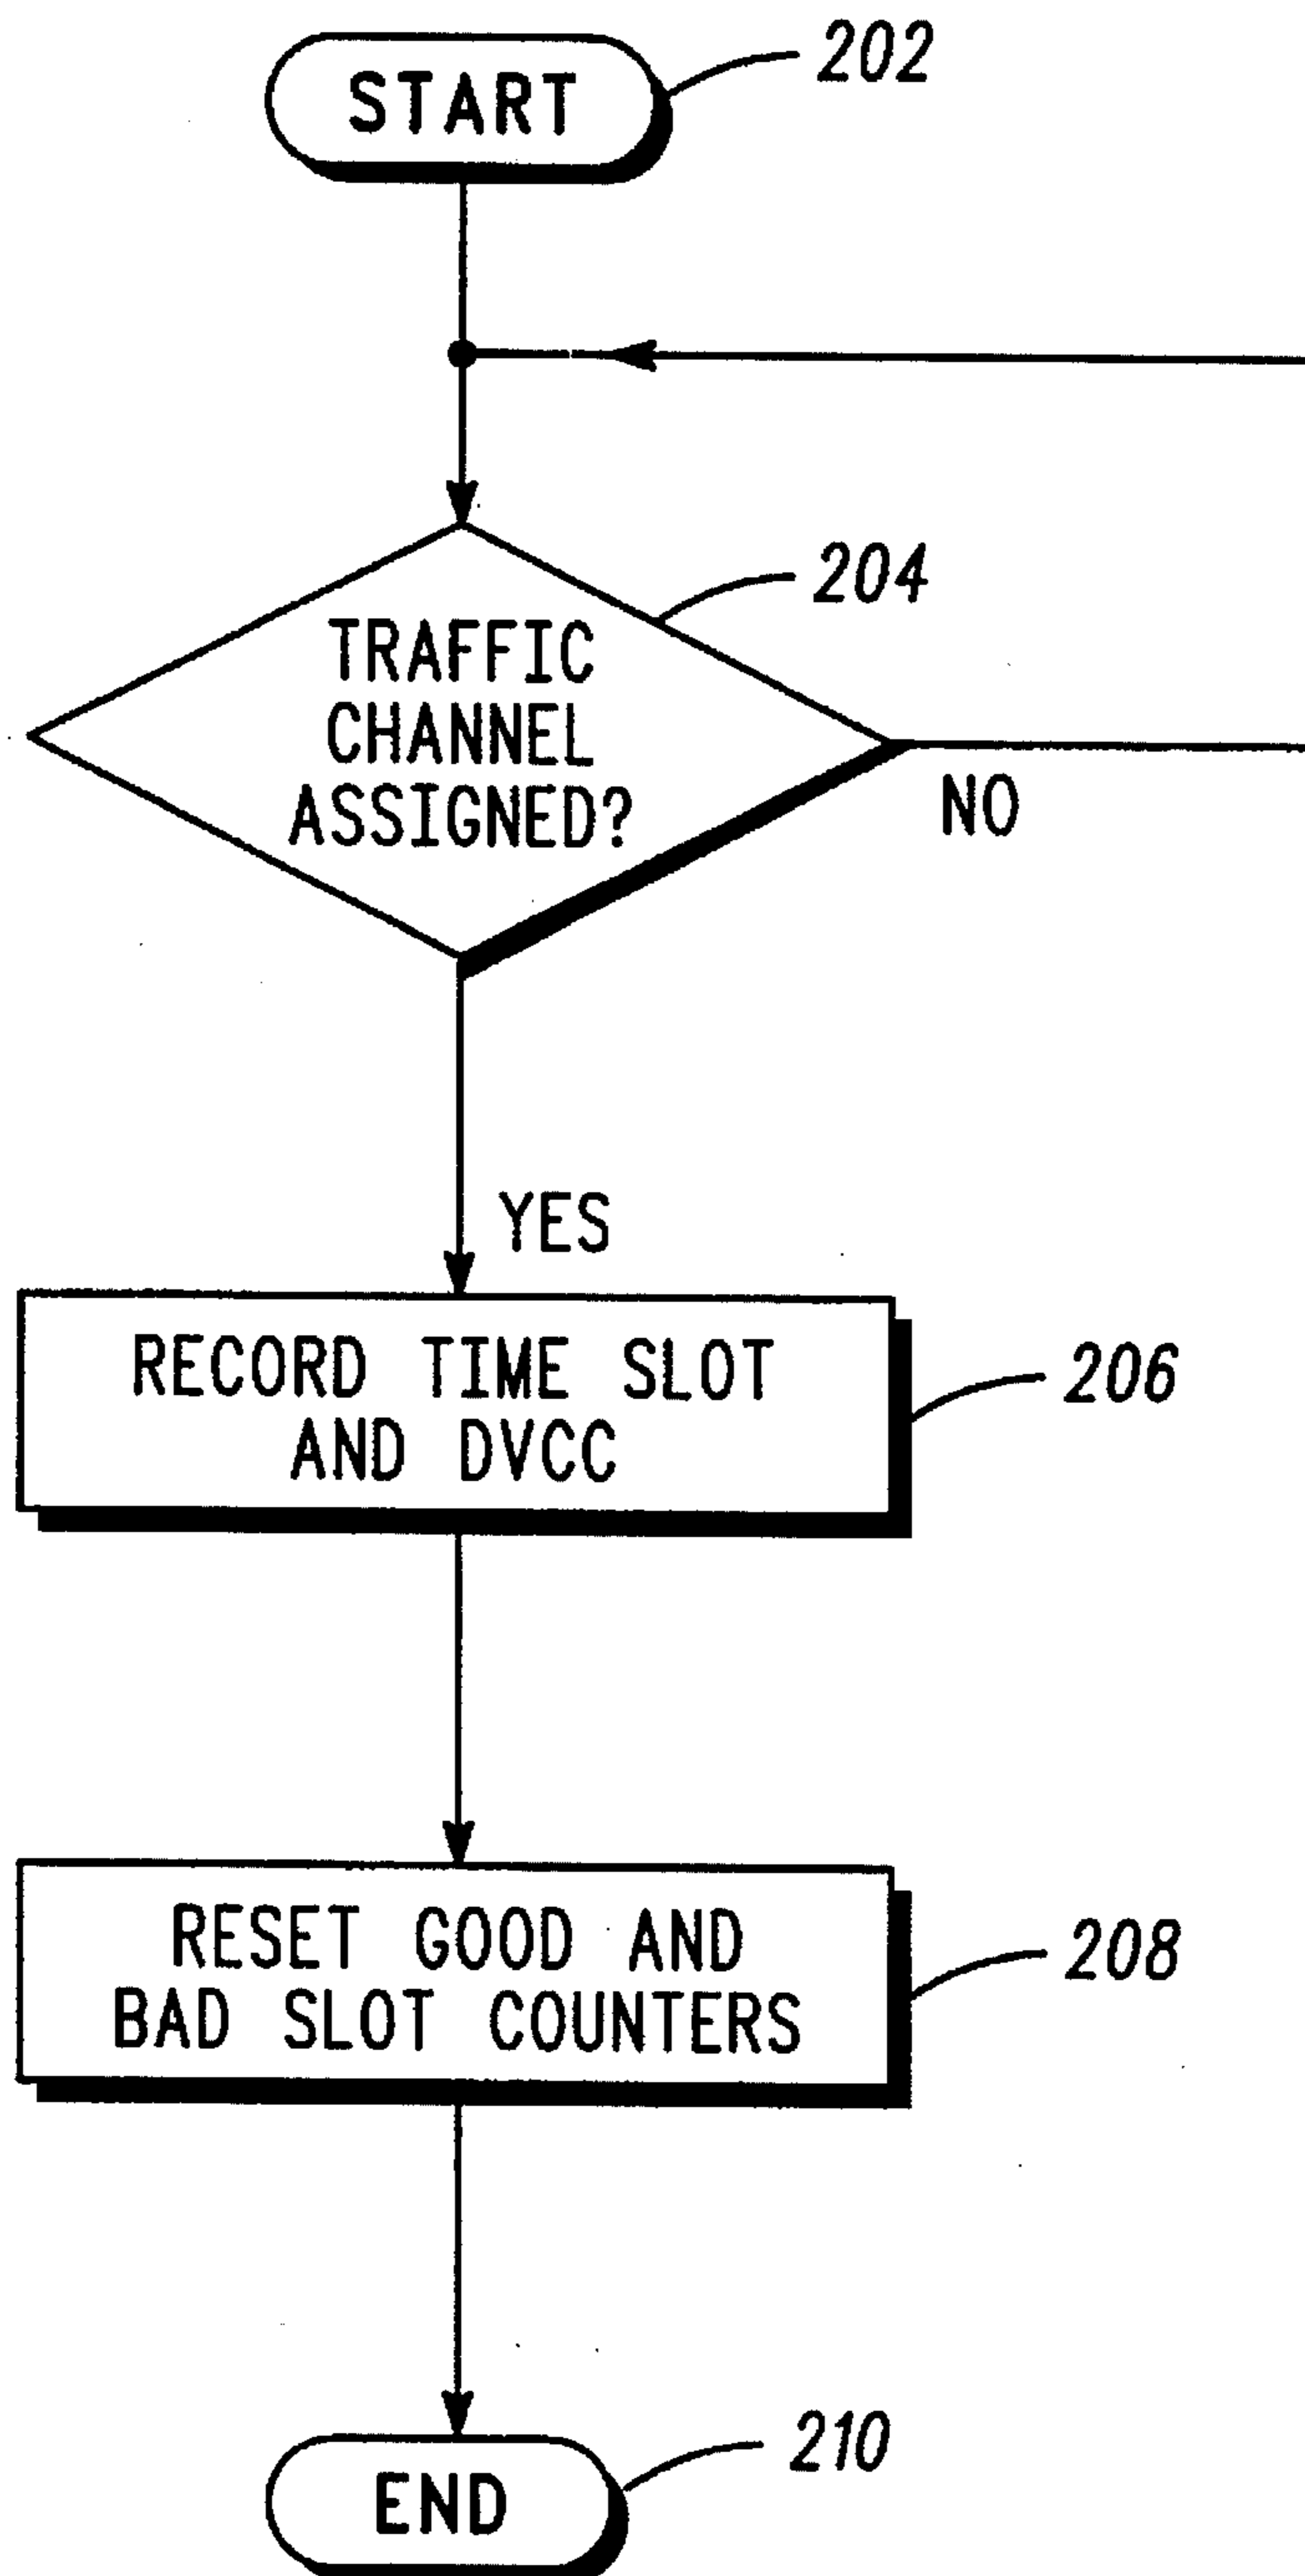 START
202
204
TRAFFIC
CHANNEL
ASSIGNED?
NO
YES
RECORD TIME SLOT
AND DVCC
206
RESET GOOD AND
BAD SLOT COUNTERS
208
210
END